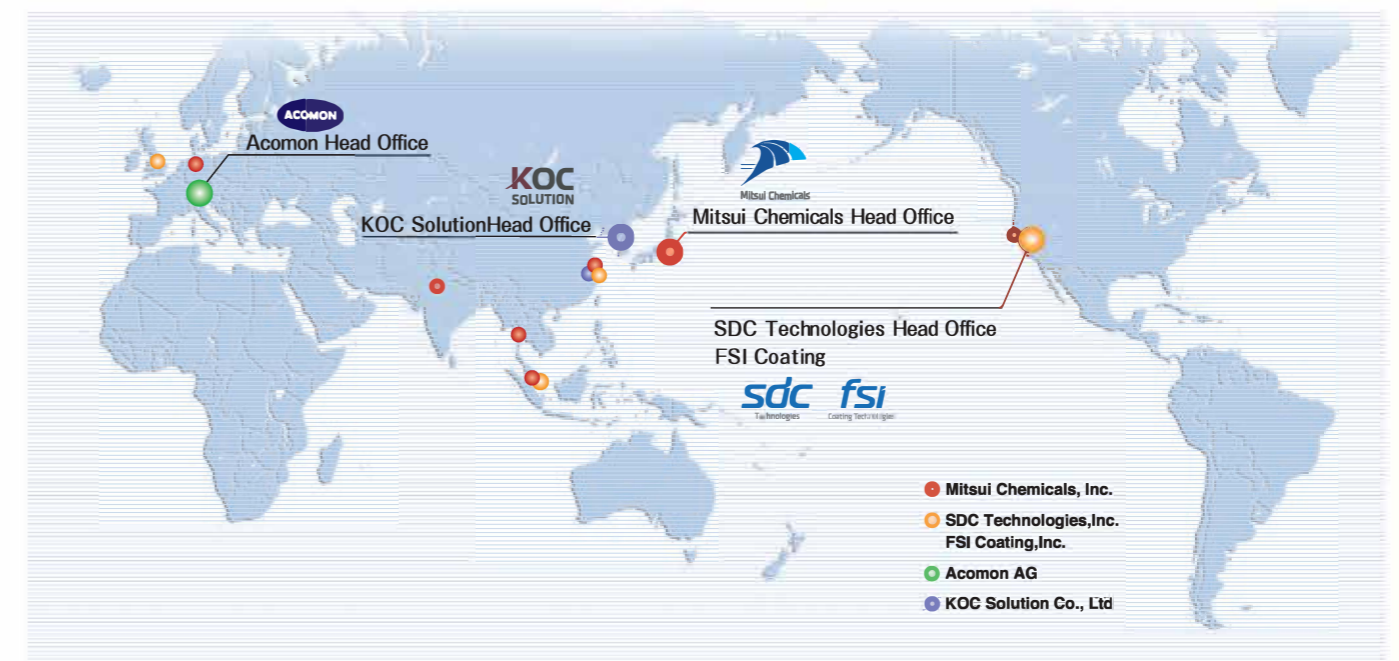 ACOMON
Acomon Head Office
KOC
SOLUTION
KOC SolutionHead Office
Mitsui Chemicals
Mitsui Chemicals Head Office
SDC Technologies Head Office
FSI Coating
sdc
Technologies
fsi
Coating
Mitsui Chemicals, Inc.
SDC Technologies,Inc.
FSI Coating,Inc.
Acomon AG
KOC Solution Co., Ltd